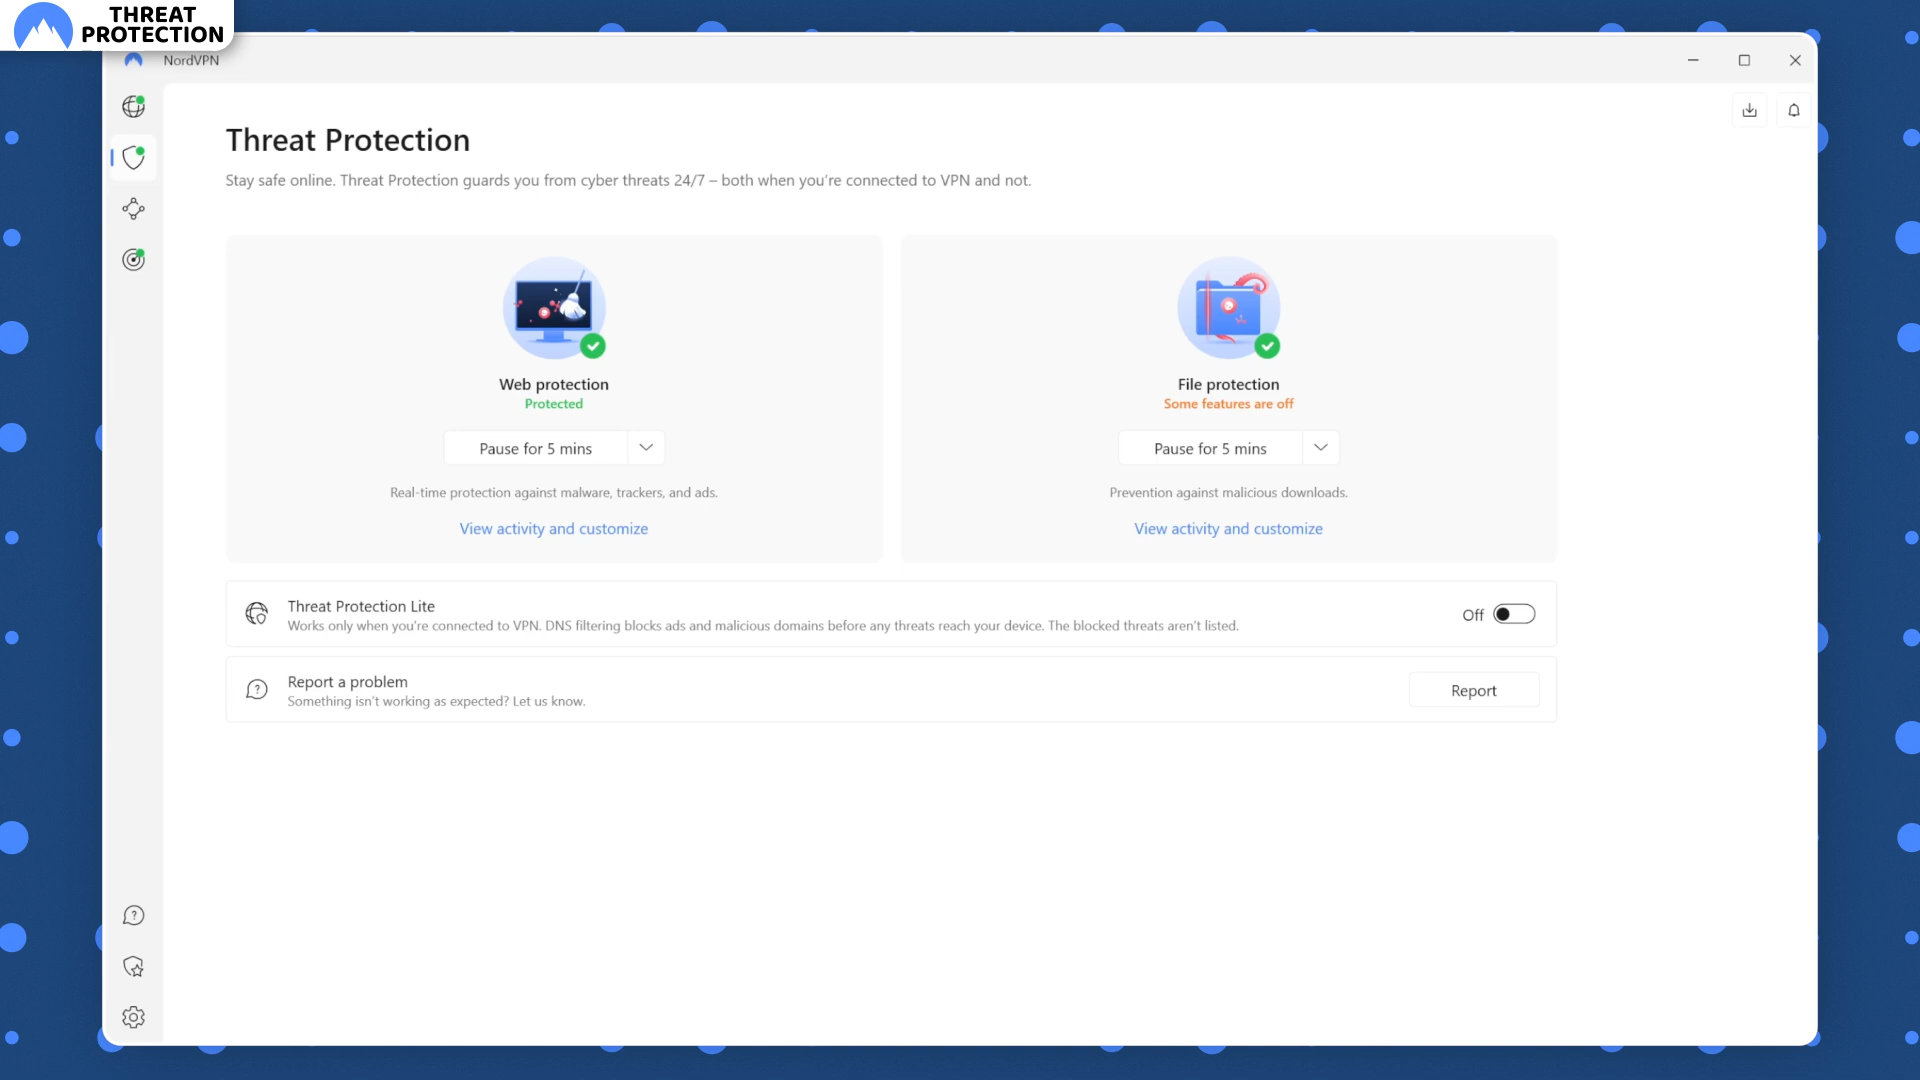 THREAT
PROTECTION
NordVPN
Threat Protection
Stay safe online. Threat Protection guards you from cyber threats 24/7 – both when you're connected to VPN and not.
Web protection
Protected
Pause for 5 mins
Real-time protection against malware, trackers, and ads.
View activity and customize
File protection
Some features are off
Pause for 5 mins
Prevention against malicious downloads.
View activity and customize
Threat Protection Lite
Works only when you're connected to VPN. DNS filtering blocks ads and malicious domains before any threats reach your device. The blocked threats aren't listed.
Off
Report a problem
Something isn't working as expected? Let us know.
Report